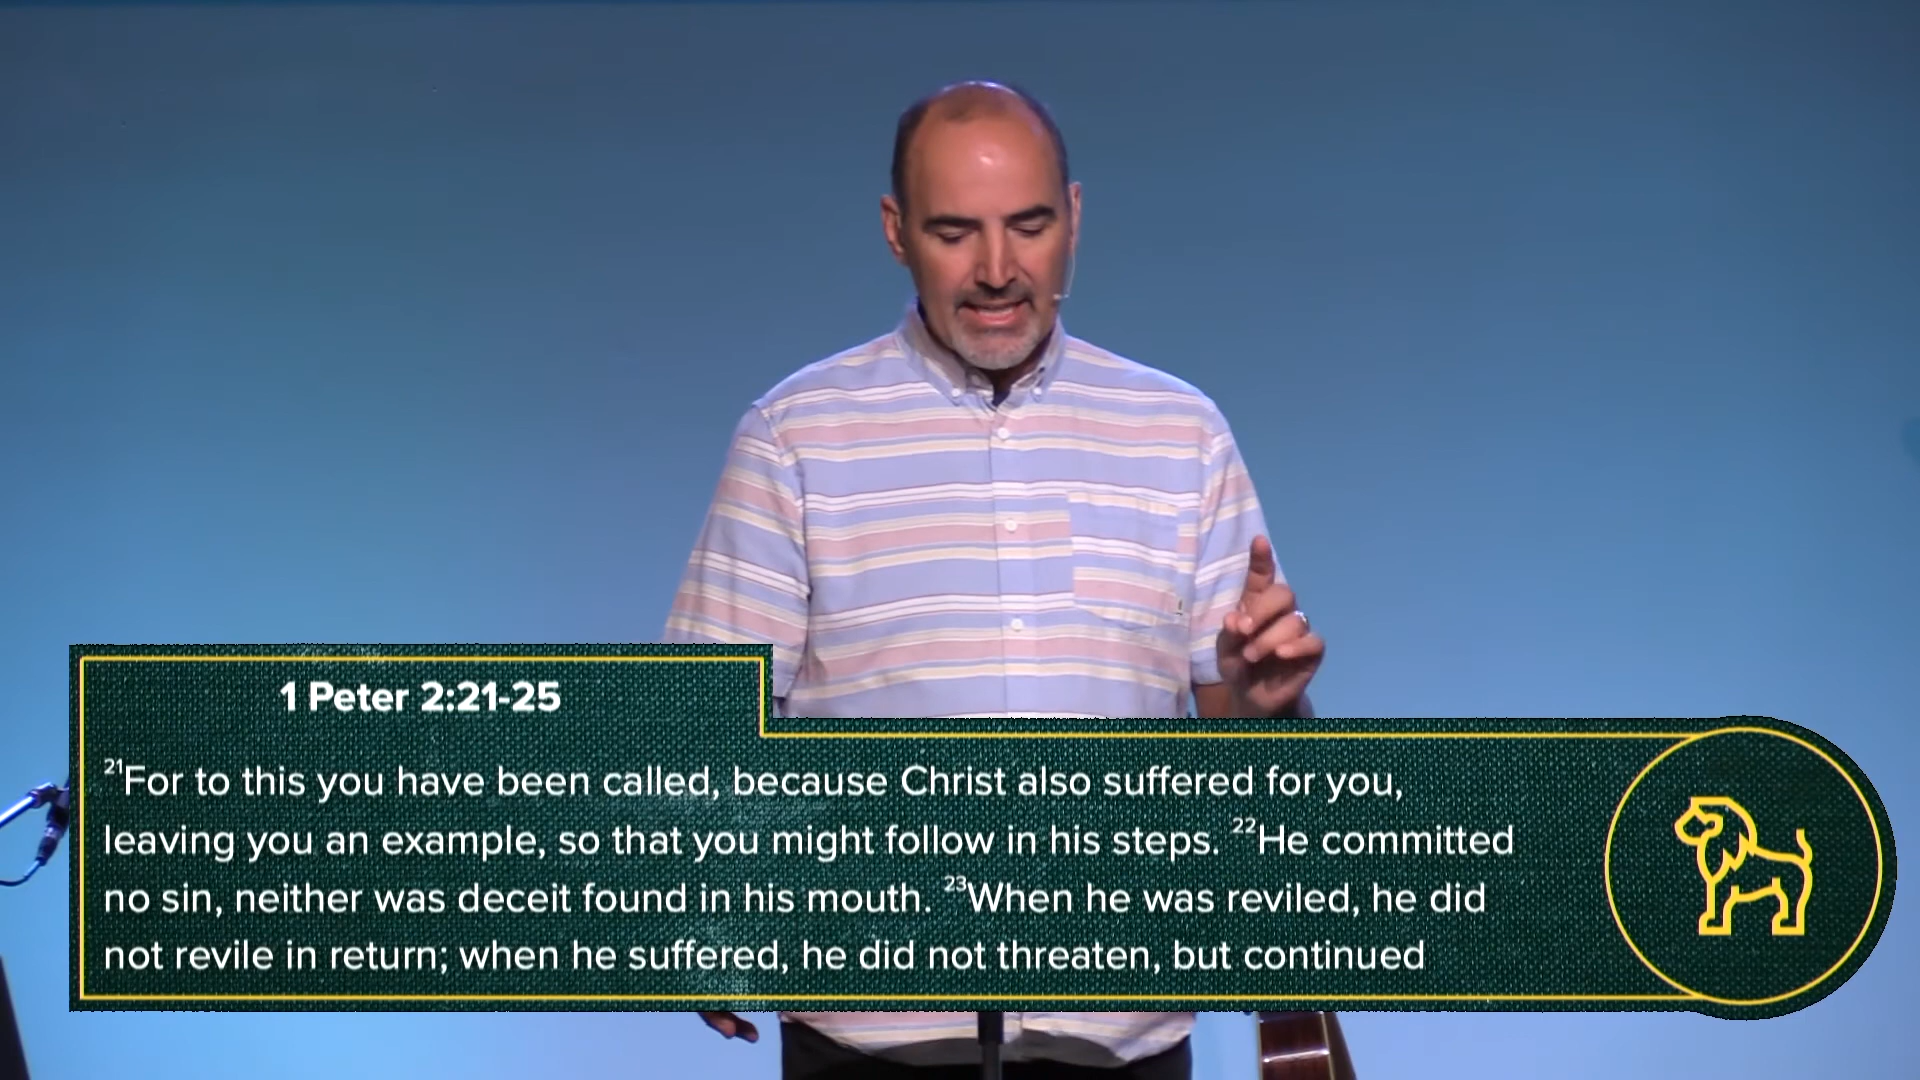 1 Peter 2:21-25
²¹For to this you have been called, because Christ also suffered for you,
leaving you an example, so that you might follow in his steps. ²²He committed
no sin, neither was deceit found in his mouth. ²³When he was reviled, he did
not revile in return; when he suffered, he did not threaten, but continued